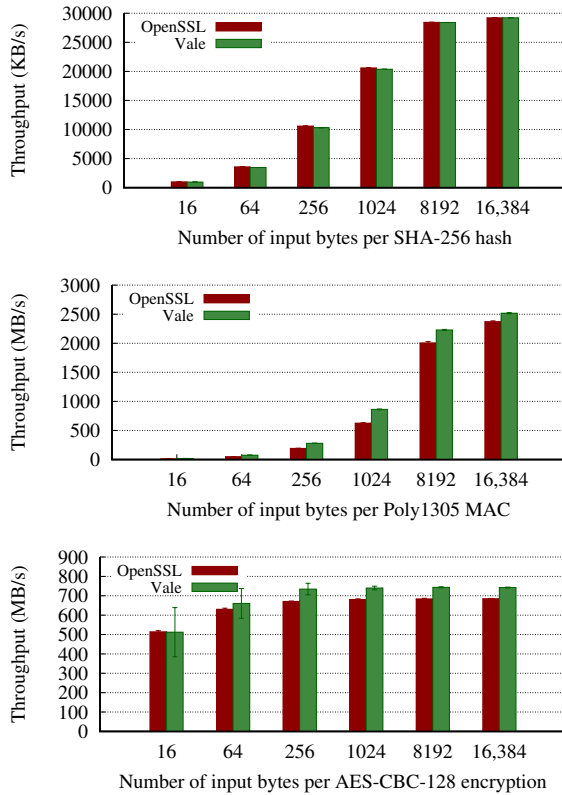 30000
25000
20000
15000
10000
5000
0
Throughput (KB/s)
OpenSSL
Vale
16 64 256 1024 8192 16,384
Number of input bytes per SHA-256 hash
3000
2500
2000
1500
1000
500
0
Throughput (MB/s)
OpenSSL
Vale
16 64 256 1024 8192 16,384
Number of input bytes per Poly1305 MAC
900
800
700
600
500
400
300
200
100
0
Throughput (MB/s)
OpenSSL
Vale
16 64 256 1024 8192 16,384
Number of input bytes per AES-CBC-128 encryption